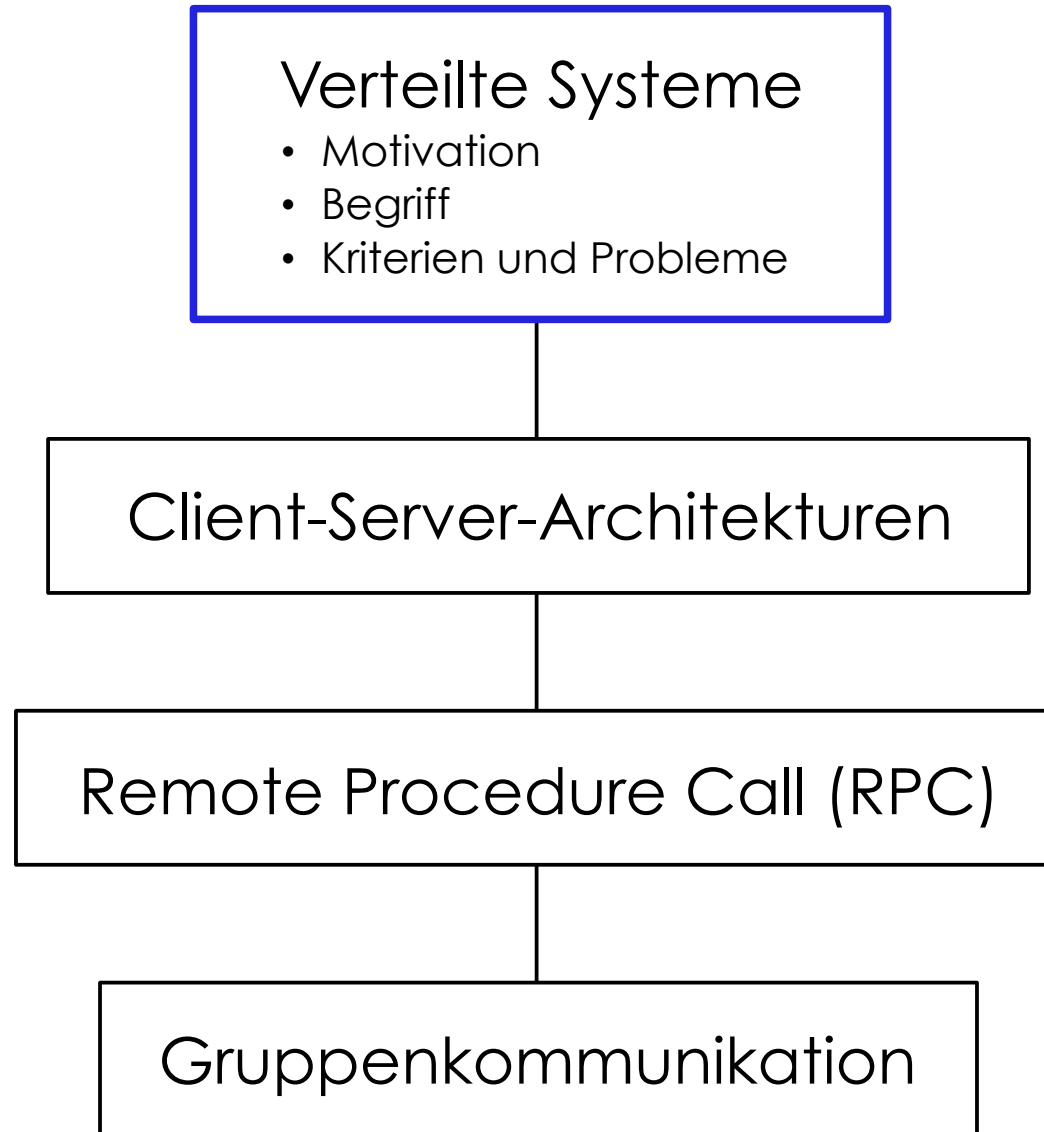 Verteilte Systeme
• Motivation
• Begriff
• Kriterien und Probleme
Client-Server-Architekturen
Remote Procedure Call (RPC)
Gruppenkommunikation